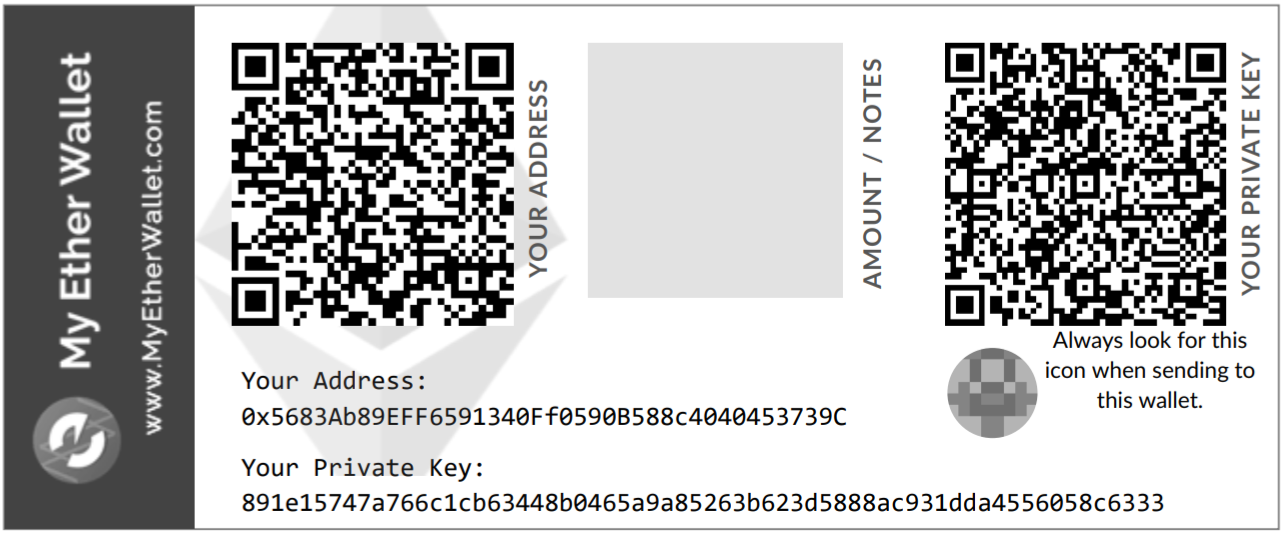 My Ether Wallet
www.MyEtherWallet.com
YOUR ADDRESS
AMOUNT / NOTES
YOUR PRIVATE KEY
Always look for this
icon when sending to
this wallet.
Your Address:
0x5683Ab89EFF6591340Ff0590B588c4040453739C
Your Private Key:
891e15747a766c1cb63448b0465a9a85263b623d5888ac931dda4556058c6333